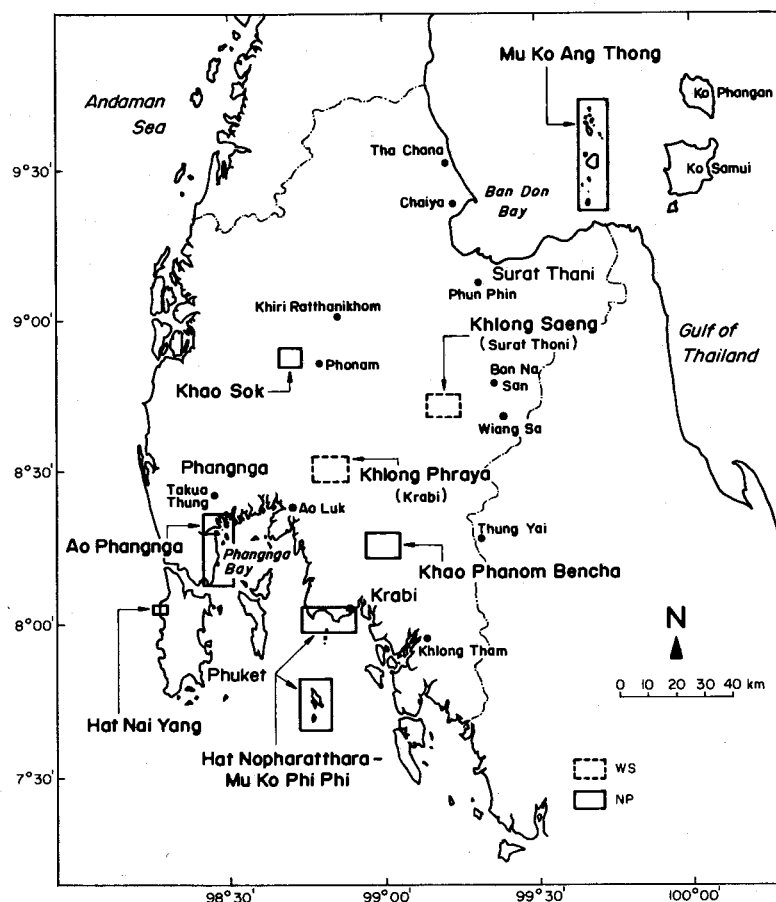 Mu Ko Ang Thong
Ko Phangan
Andaman
Sea
Tha Chana
9°30'
Ban Don
Bay
Ko Samui
Chaiya
Surat Thani
Phun Phin
Khiri Ratthanikhom
9°00'
Khlong Saeng
(Surat Thoni)
Gulf of
Thailand
Phonam
Ban Na
San
Khao Sok
Wiang Sa
8°30'
Phangnga
Khlong Phraya
(Krabi)
Takua
Thung
Ao Luk
Thung Yai
Ao Phangnga
Phangnga
Bay
Khao Phanom Bencha
Krabi
N
8°00'
Khlong Tham
Phuket
0 10 20 30 40 km
Hat Nai Yang
Hat Nopharatthara-
Mu Ko Phi Phi
WS
7°30'
NP
98°30'
99°00'
99°30'
100°00'